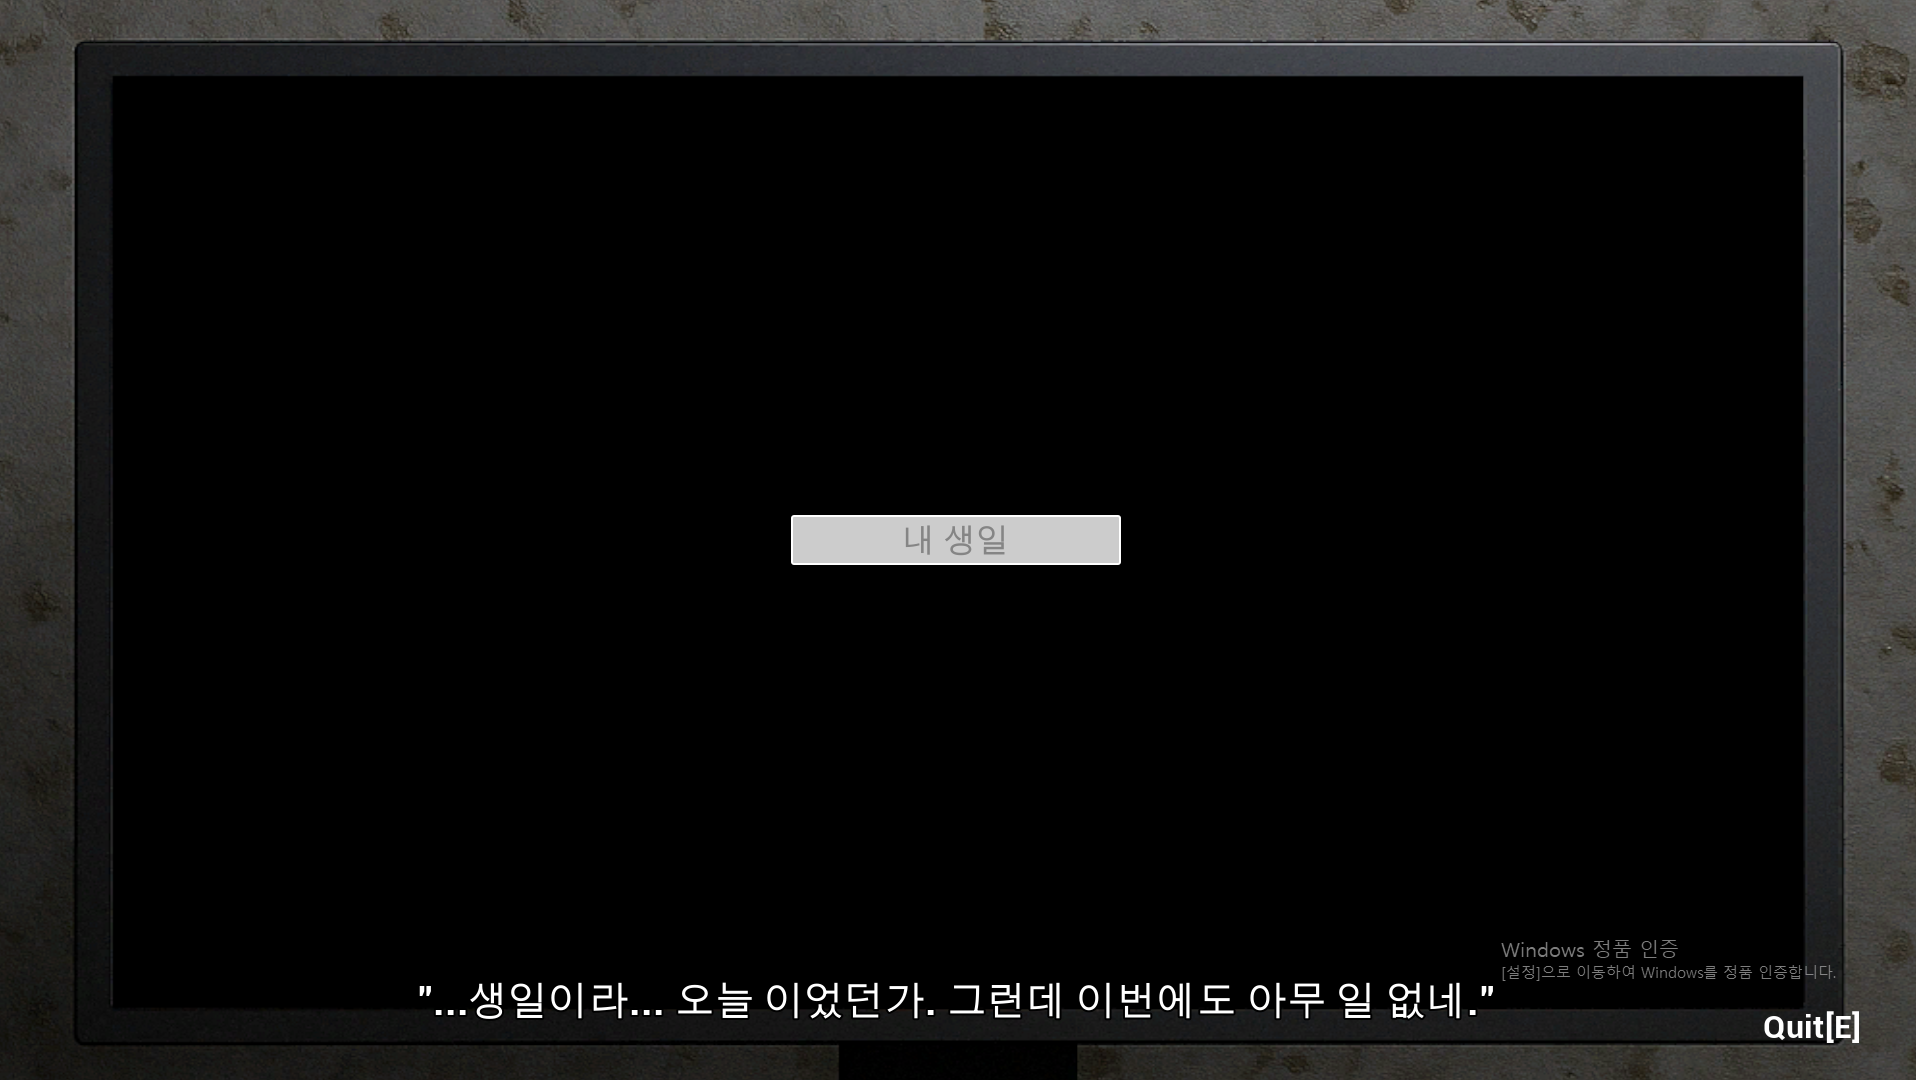 내 생일
Windows 정품 인증
[설정]으로 이동하여 Windows를 정품 인증합니다.
"...생일이라... 오늘 이었던가. 그런데 이번에도 아무 일 없네."
Quit[E]